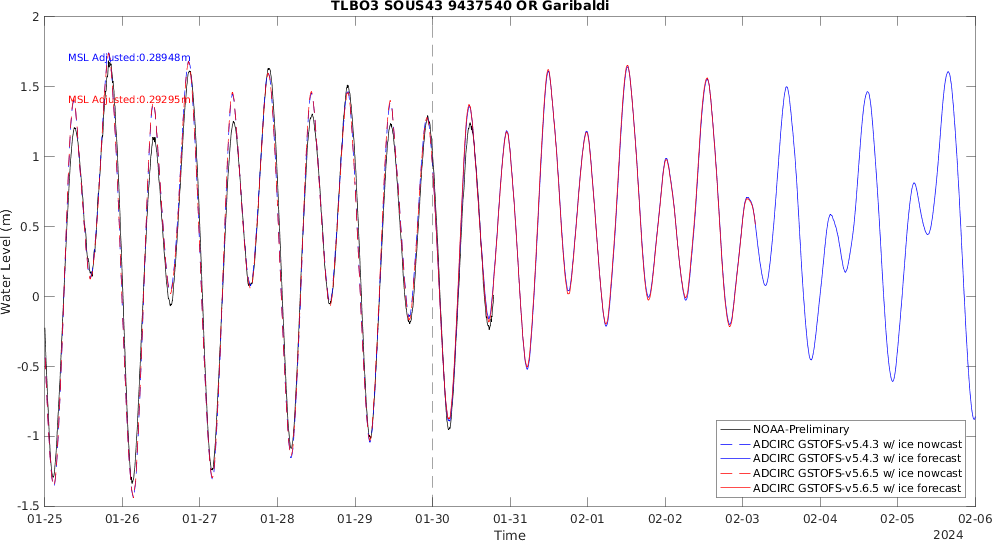 TLBO3 SOUS43 9437540 OR Garibaldi
Water Level (m)
2
1.5
1
0.5
0
-0.5
-1
-1.5
MSL Adjusted:0.28948m
MSL Adjusted:0.29295m
NOAA-Preliminary
ADCIRC GSTOFS-v5.4.3 w/ ice nowcast
ADCIRC GSTOFS-v5.4.3 w/ ice forecast
ADCIRC GSTOFS-v5.6.5 w/ ice nowcast
ADCIRC GSTOFS-v5.6.5 w/ ice forecast
01-25 01-26 01-27 01-28 01-29 01-30 01-31 02-01 02-02 02-03 02-04 02-05 02-06
Time
2024